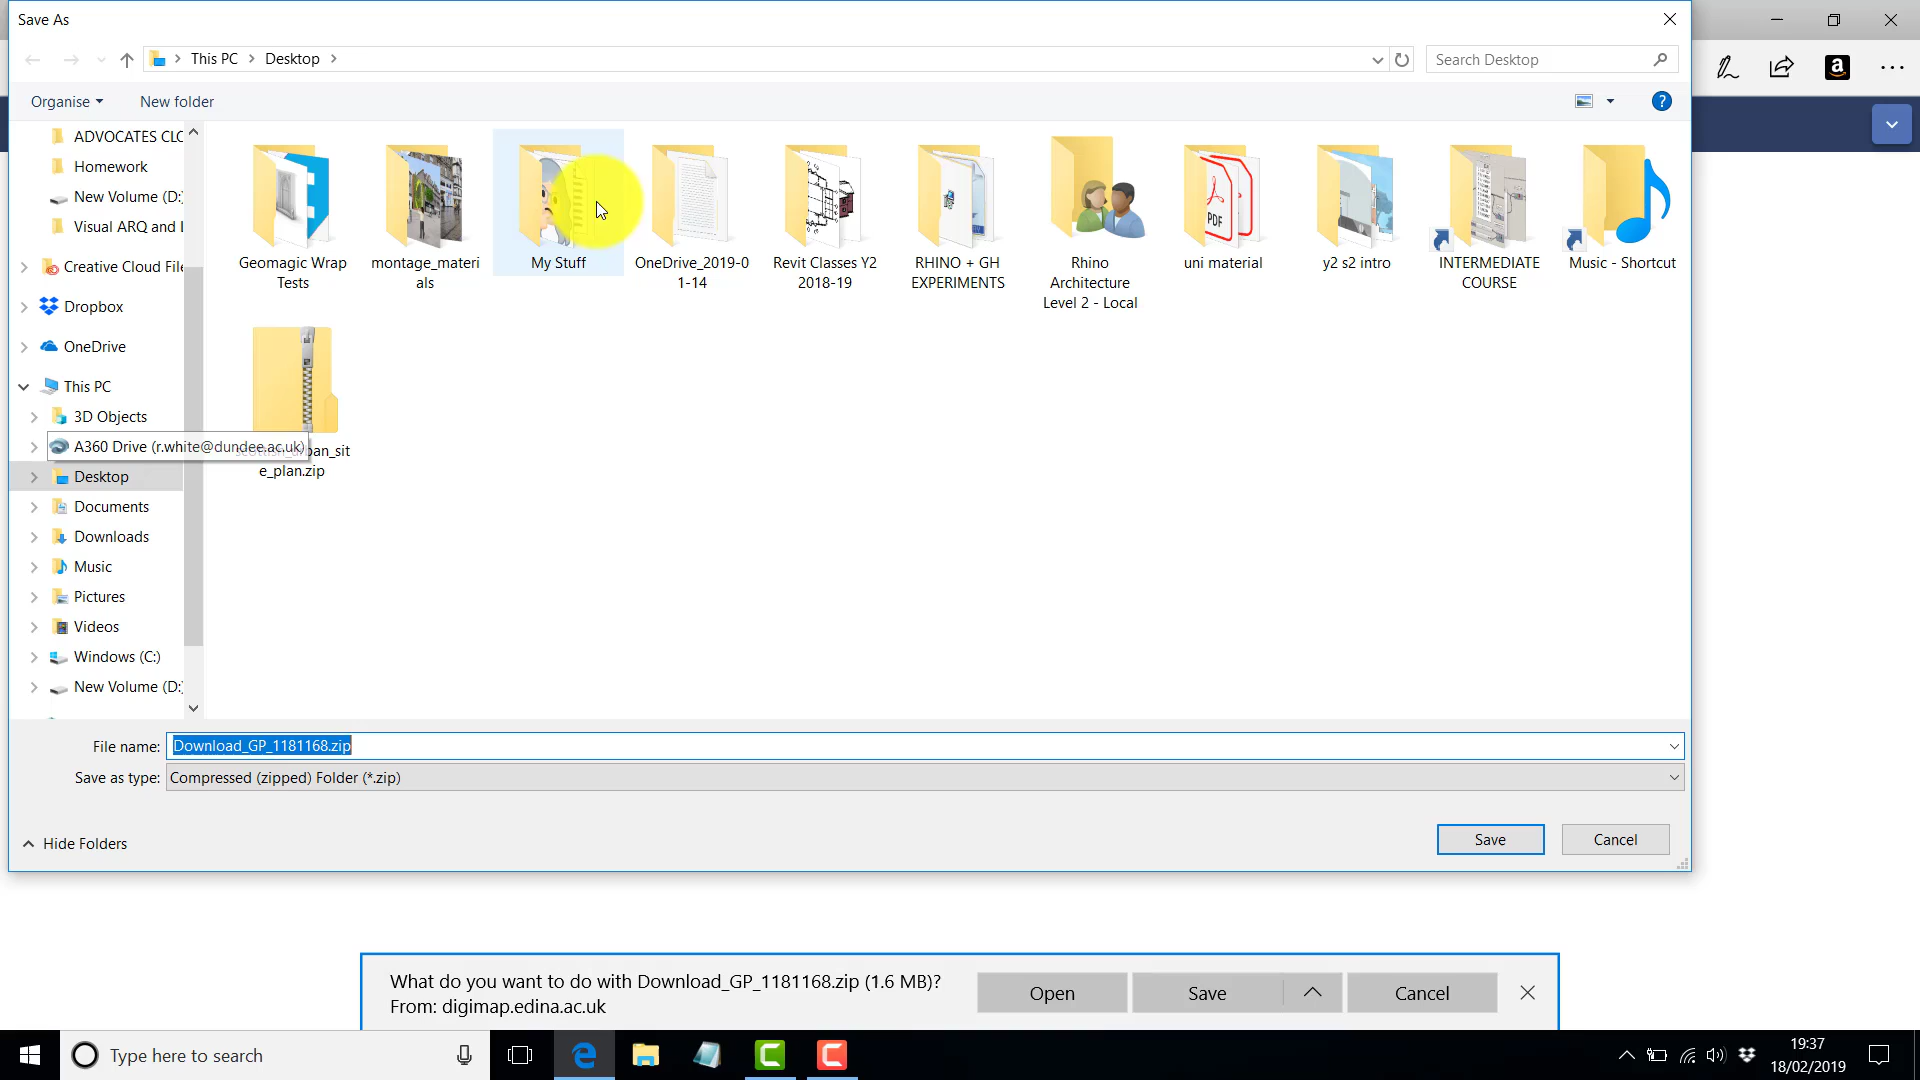 Save As
This PC
Desktop
Search Desktop
Organise
New folder
ADVOCATES CLC
Homework
New Volume (D:)
Visual ARQ and
Creative Cloud File
Dropbox
OneDrive
This PC
3D Objects
A360 Drive (r.white@dundee.ac.uk)
Desktop
Documents
Downloads
Music
Pictures
Videos
Windows (C:)
New Volume (D:)
Geomagic Wrap
Tests
montage_materi
als
My Stuff
OneDrive_2019-0
1-14
Revit Classes Y2
2018-19
RHINO + GH
EXPERIMENTS
Rhino
Architecture
Level 2 - Local
PDF
uni material
y2 s2 intro
INTERMEDIATE
COURSE
Music - Shortcut
scottish_urban_sit
e_plan.zip
File name: Download_GP_1181168.zip
Save as type: Compressed (zipped) Folder (*.zip)
Hide Folders
Save
Cancel
What do you want to do with Download_GP_1181168.zip (1.6 MB)?
From: digimap.edina.ac.uk
Open
Save
Cancel
Type here to search
19:37
18/02/2019